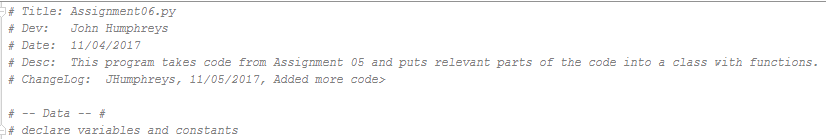 # Title: Assignment06.py
# Dev:   John Humphreys
# Date:  11/04/2017
# Desc:  This program takes code from Assignment 05 and puts relevant parts of the code into a class with functions.
# ChangeLog:  JHumphreys, 11/05/2017, Added more code>
# -- Data -- #
# declare variables and constants